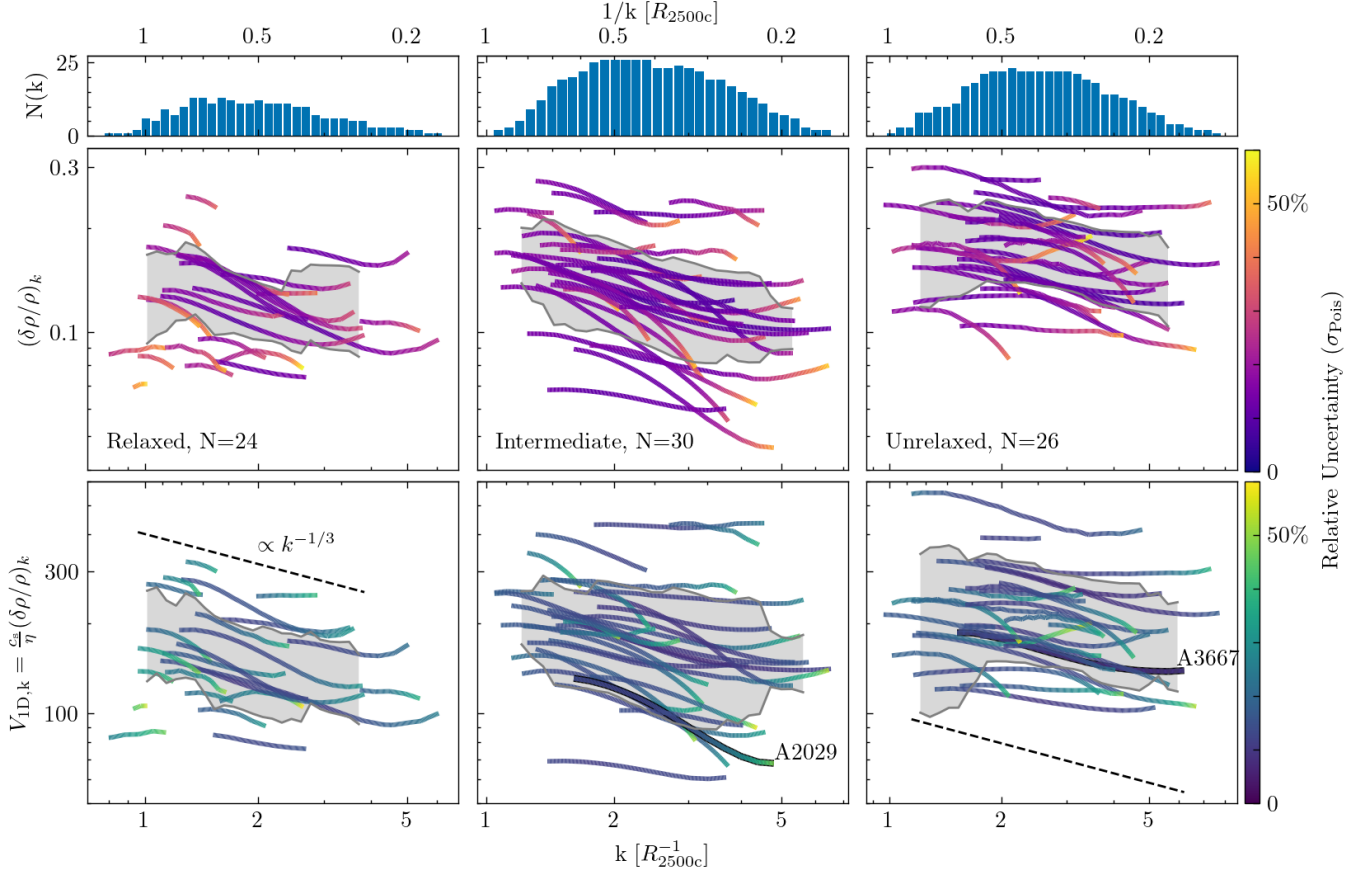 1/k [R2500c]
1 0.5 0.2 1 0.5 0.2 1 0.5 0.2
N(k)
25
0
(δρ/ρ)k
0.3
0.1
Relaxed, N=24
Intermediate, N=30
Unrelaxed, N=26
50%
0
V1D,k = cs/η (δρ/ρ)k
300
100
∝ k−1/3
A2029
A3667
50%
0
Relative Uncertainty (σPois)
1 2 5 1 2 5 1 2 5
k [R−12500c]